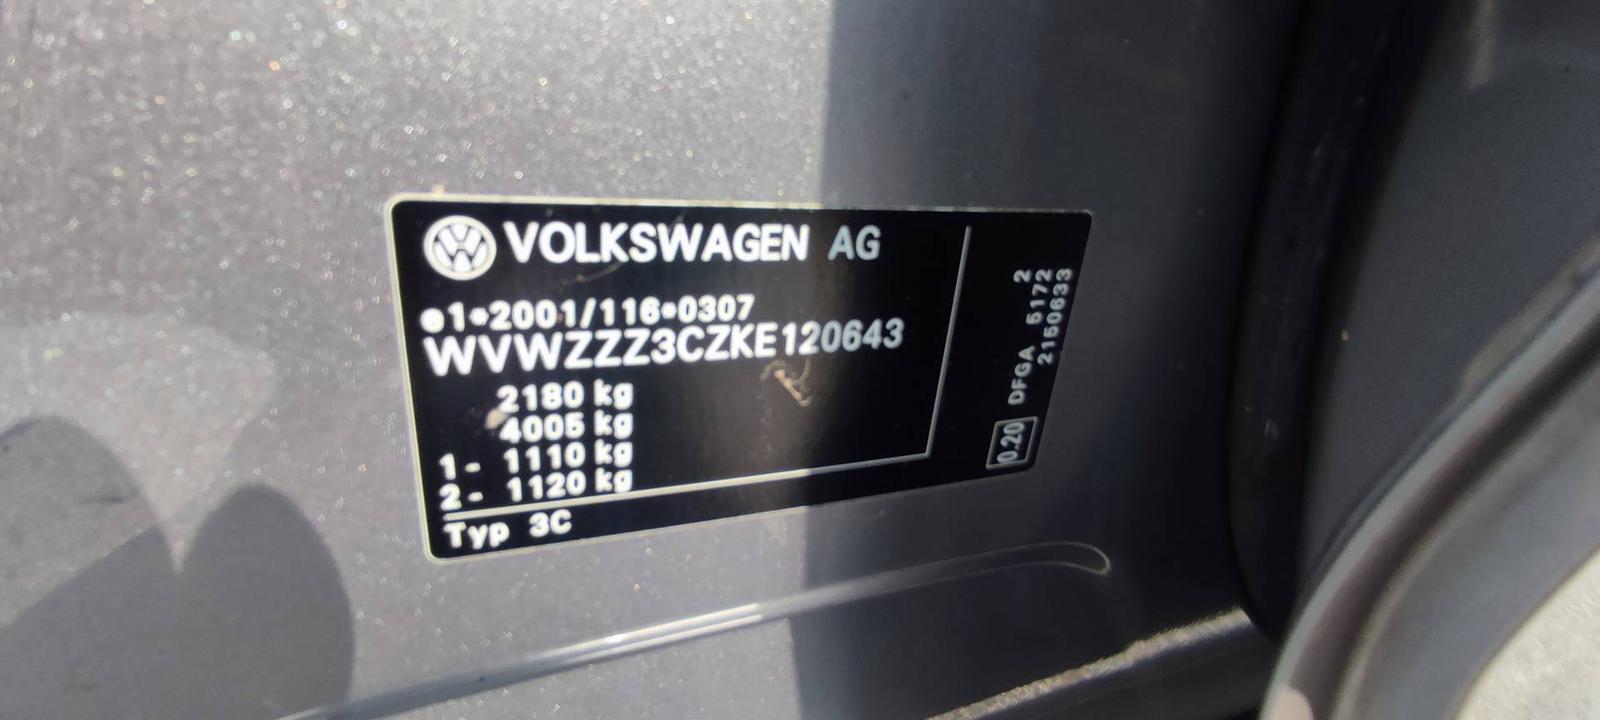 VOLKSWAGEN AG
e1*2001/116*0307
WVWZZZ3CZKE120643
2180 kg
4005 kg
1- 1110 kg
2- 1120 kg
Typ 3C
0.20
DFGA 5172
2
2150633